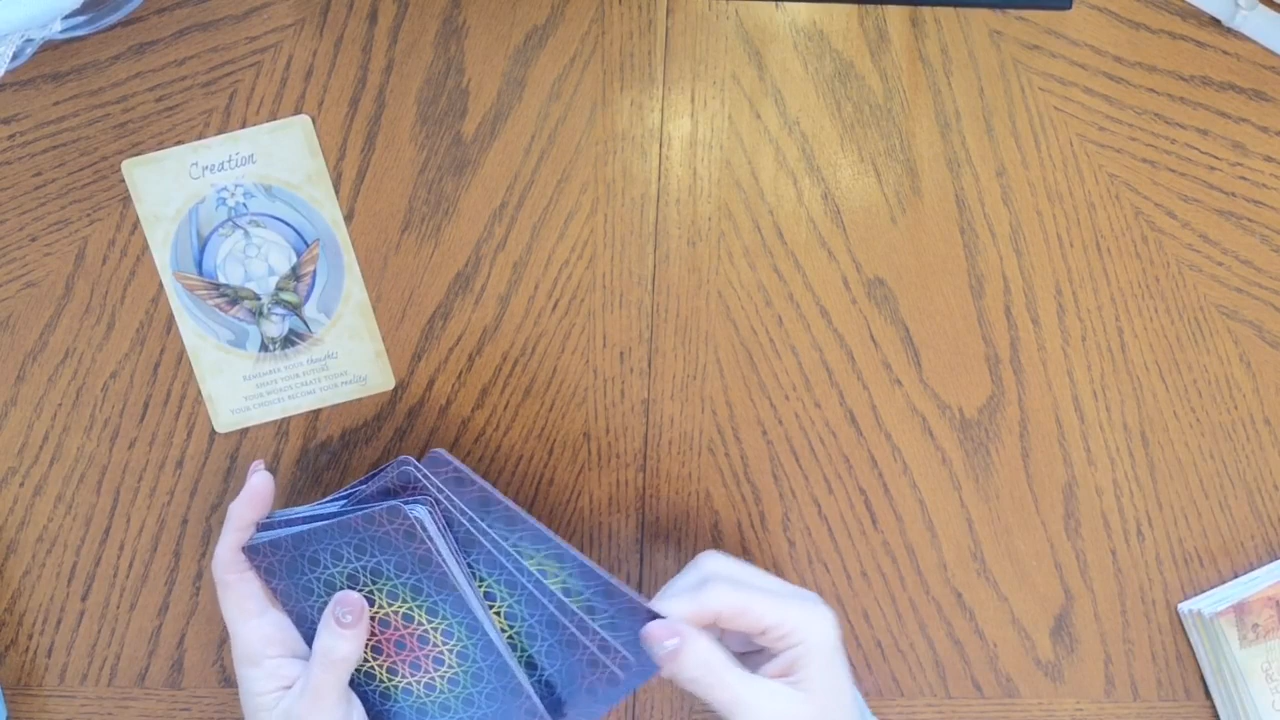 Creation
REMEMBER YOUR thoughts
SHAPE YOUR FUTURE.
YOUR WORDS CREATE TODAY.
YOUR CHOICES BECOME YOUR reality